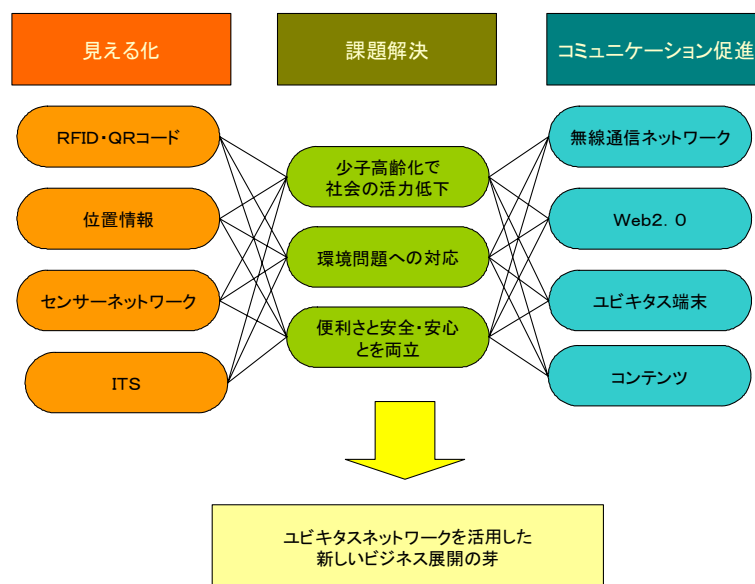 見える化
課題解決
コミュニケーション促進
RFID・QRコード
位置情報
センサーネットワーク
ITS
少子高齢化で
社会の活力低下
環境問題への対応
便利さと安全・安心
とを両立
無線通信ネットワーク
Web2.0
ユビキタス端末
コンテンツ
ユビキタスネットワークを活用した
新しいビジネス展開の芽